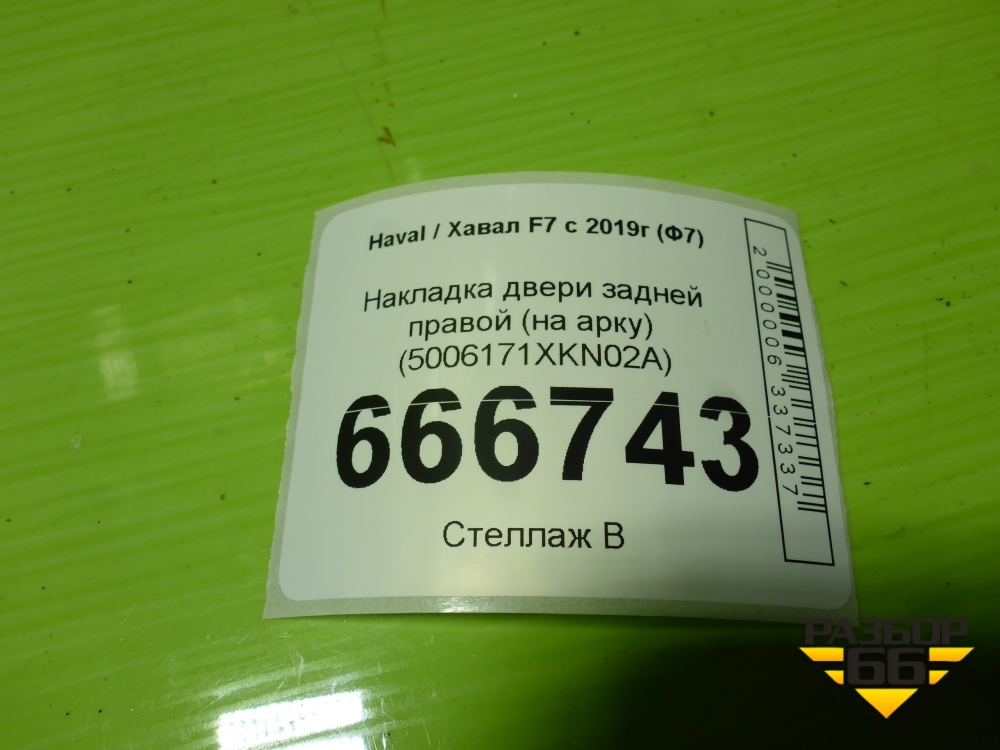 Haval / Хавал F7 с 2019г (Ф7)
Накладка двери задней
правой (на арку)
(5006171XKN02A)
666743
Стеллаж В
2000006337337
РАЗБОР
66